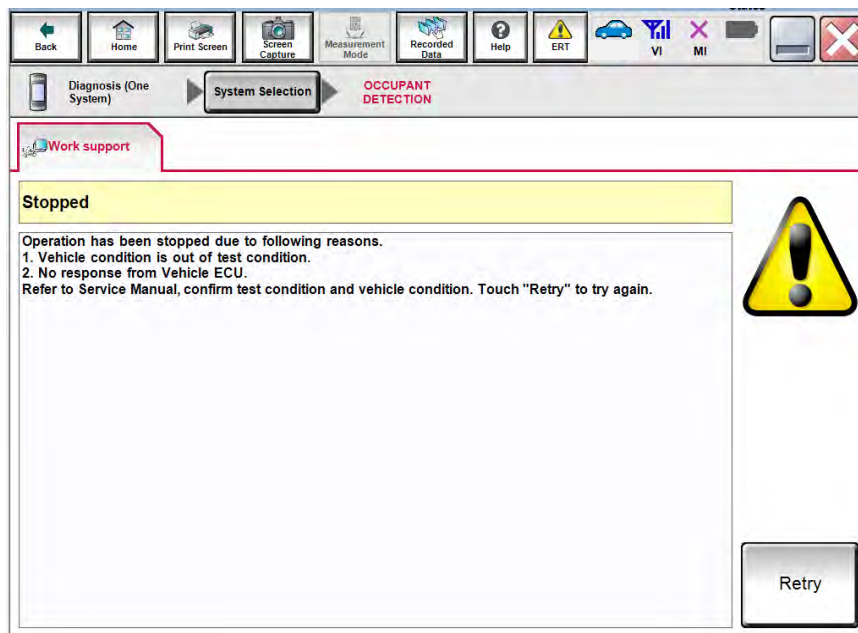 Back
Home
Print Screen
Screen
Capture
Measurement
Mode
Recorded
Data
Help
ERT
VI
MI
Diagnosis (One
System)
System Selection
OCCUPANT
DETECTION
Work support
Stopped
Operation has been stopped due to following reasons.
1. Vehicle condition is out of test condition.
2. No response from Vehicle ECU.
Refer to Service Manual, confirm test condition and vehicle condition. Touch "Retry" to try again.
Retry